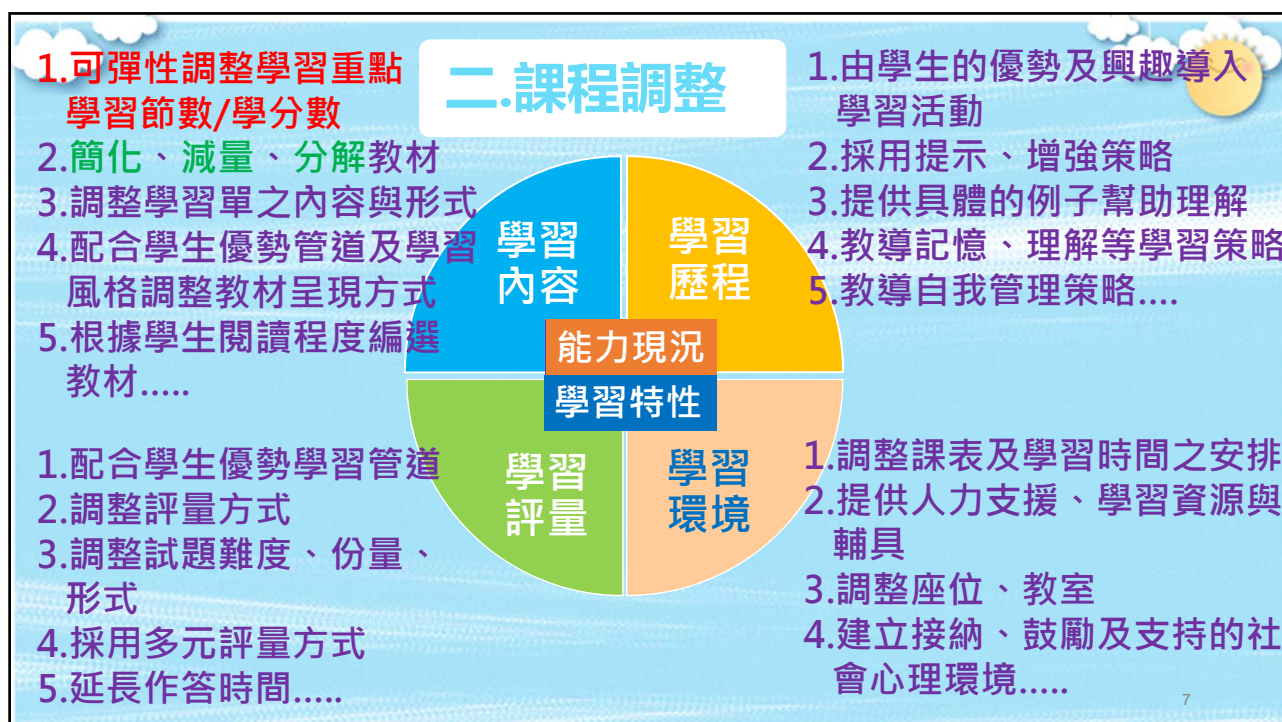 二.課程調整
1.可彈性調整學習重點
學習節數/學分數
2.簡化、減量、分解教材
3.調整學習單之內容與形式
4.配合學生優勢管道及學習
風格調整教材呈現方式
5.根據學生閱讀程度編選
教材.....
1.由學生的優勢及興趣導入
學習活動
2.採用提示、增強策略
3.提供具體的例子幫助理解
4.教導記憶、理解等學習策略
5.教導自我管理策略....
學習
內容
學習
歷程
能力現況
學習特性
學習
評量
學習
環境
1.配合學生優勢學習管道
2.調整評量方式
3.調整試題難度、份量、
形式
4.採用多元評量方式
5.延長作答時間.....
1.調整課表及學習時間之安排
2.提供人力支援、學習資源與
輔具
3.調整座位、教室
4.建立接納、鼓勵及支持的社
會心理環境.....
7